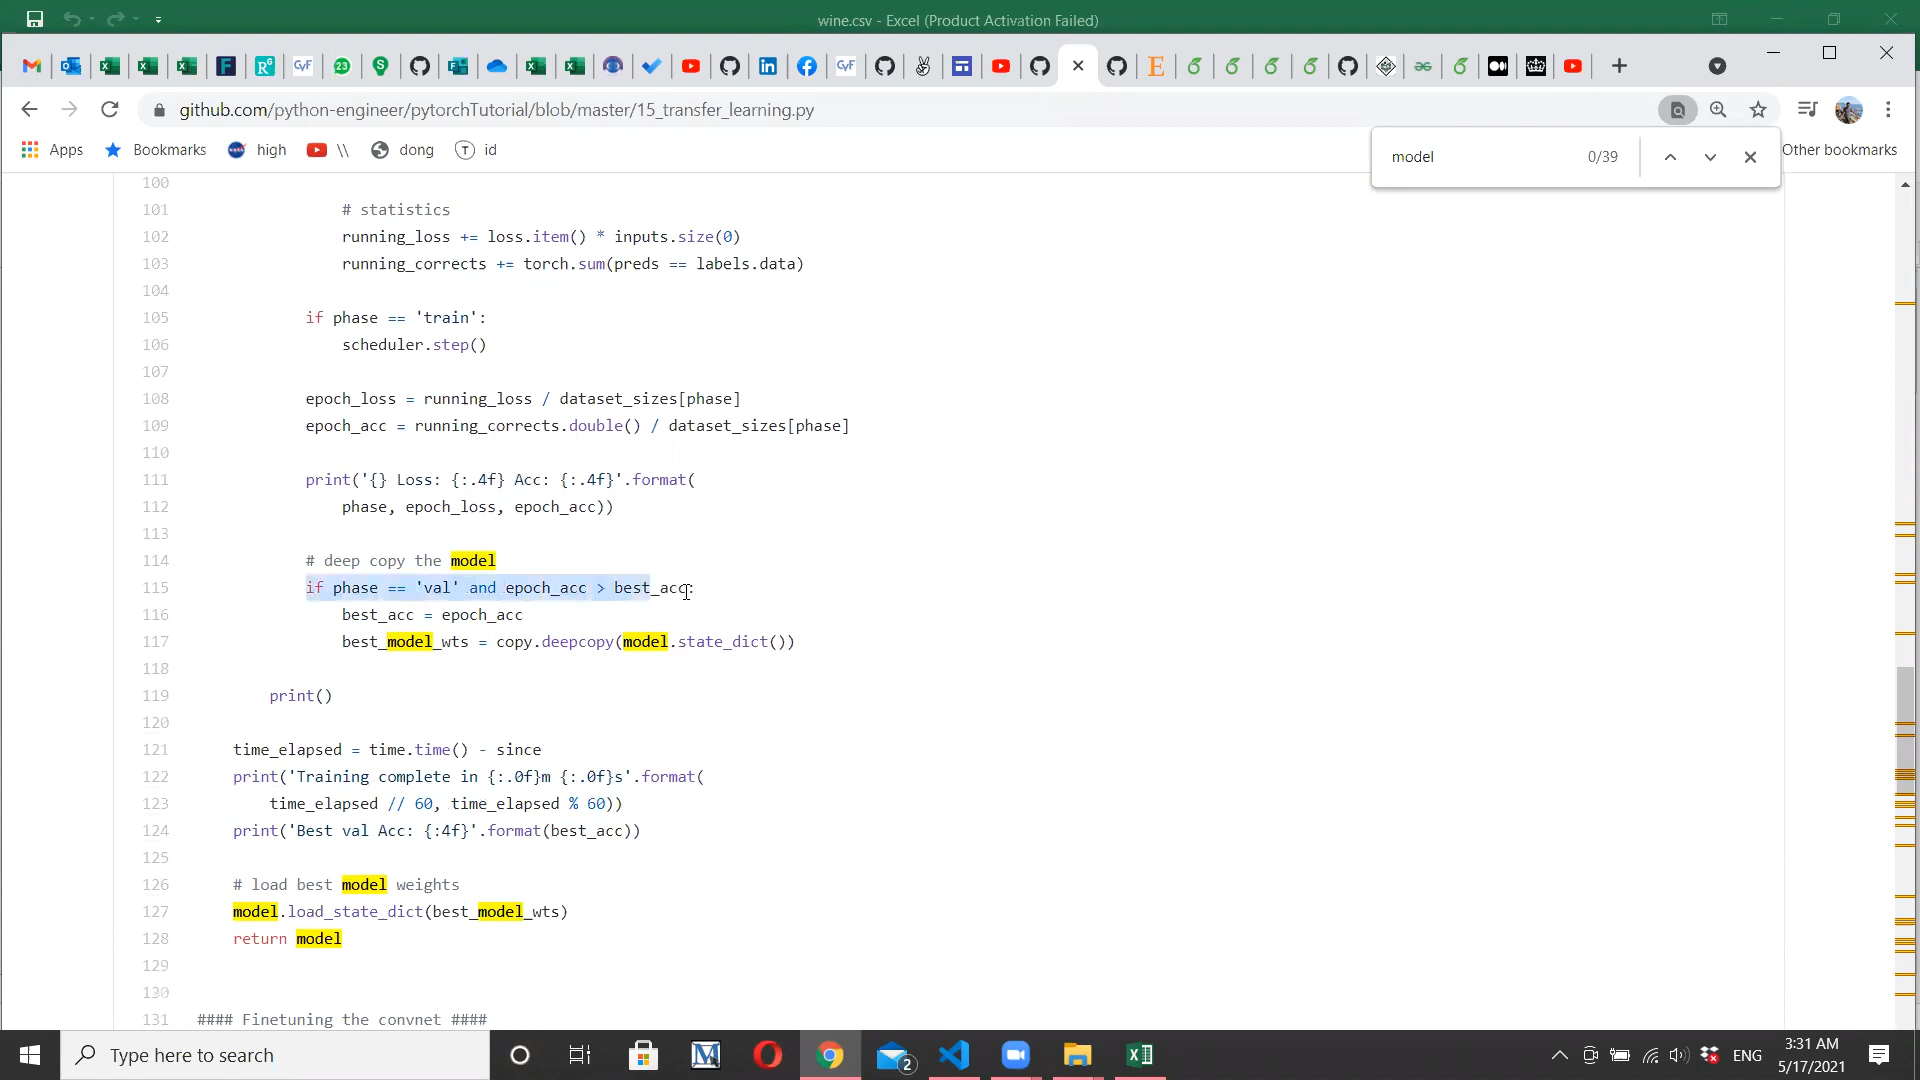 wine.csv - Excel (Product Activation Failed)
github.com/python-engineer/pytorchTutorial/blob/master/15_transfer_learning.py
Apps Bookmarks high \\ dong id Other bookmarks
model 0/39
100
101 # statistics
102 running_loss += loss.item() * inputs.size(0)
103 running_corrects += torch.sum(preds == labels.data)
104
105 if phase == 'train':
106 scheduler.step()
107
108 epoch_loss = running_loss / dataset_sizes[phase]
109 epoch_acc = running_corrects.double() / dataset_sizes[phase]
110
111 print('{} Loss: {:.4f} Acc: {:.4f}'.format(
112 phase, epoch_loss, epoch_acc))
113
114 # deep copy the model
115 if phase == 'val' and epoch_acc > best_acc:
116 best_acc = epoch_acc
117 best_model_wts = copy.deepcopy(model.state_dict())
118
119 print()
120
121 time_elapsed = time.time() - since
122 print('Training complete in {:.0f}m {:.0f}s'.format(
123 time_elapsed // 60, time_elapsed % 60))
124 print('Best val Acc: {:4f}'.format(best_acc))
125
126 # load best model weights
127 model.load_state_dict(best_model_wts)
128 return model
129
130
131 #### Finetuning the convnet ####
Type here to search
2
ENG
3:31 AM
5/17/2021